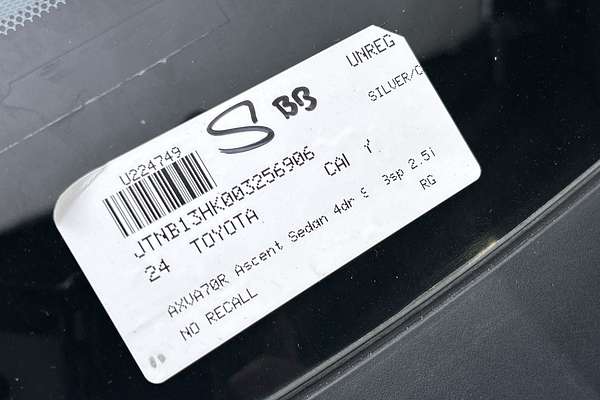 UNREG
S BB
SILVER/C
U224749
JTNB13HK003256906
24 TOYOTA CAI Y
AXVA70R Ascent Sedan 4dr S 3sp 2.5i
NO RECALL RG